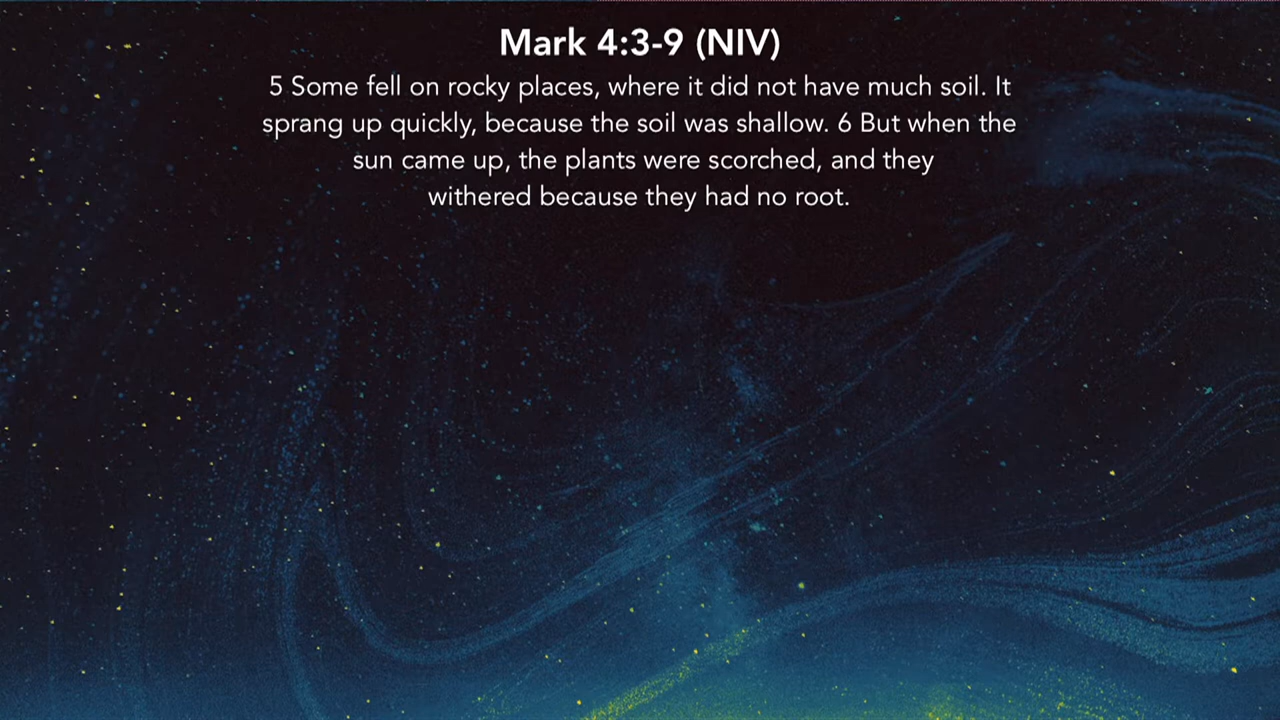 Mark 4:3-9 (NIV)
5 Some fell on rocky places, where it did not have much soil. It
sprang up quickly, because the soil was shallow. 6 But when the
sun came up, the plants were scorched, and they
withered because they had no root.